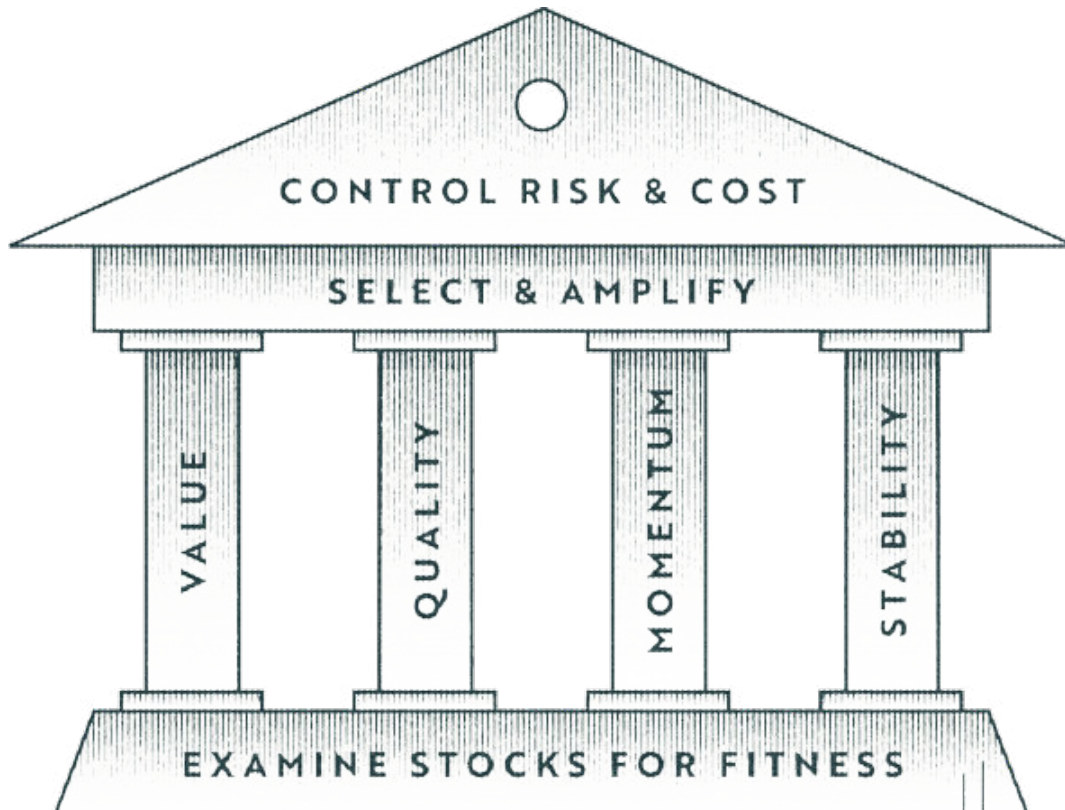 CONTROL RISK & COST
SELECT & AMPLIFY
VALUE
QUALITY
MOMENTUM
STABILITY
EXAMINE STOCKS FOR FITNESS